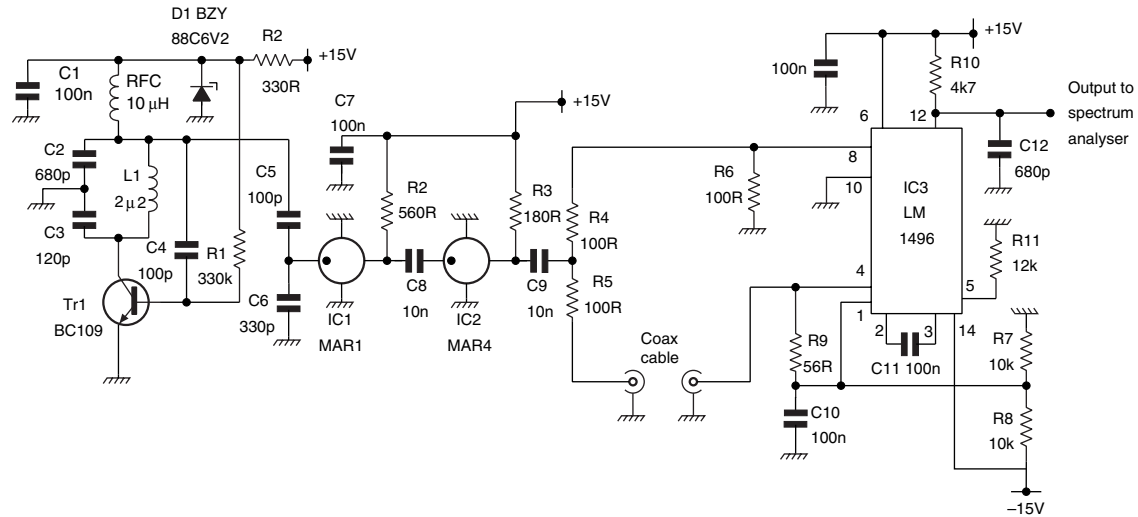 D1 BZY
88C6V2
R2
330R
+15V
C1
100n
RFC
10 µH
C2
680p
L1
2µ2
C3
120p
C4
100p
R1
330k
Tr1
BC109
C5
100p
C6
330p
C7
100n
+15V
R2
560R
R3
180R
IC1
MAR1
C8
10n
IC2
MAR4
C9
10n
R4
100R
R5
100R
Coax
cable
R6
100R
100n
+15V
R10
4k7
6
12
8
10
IC3
LM
1496
4
5
1
2
3
14
C11 100n
Output to
spectrum
analyser
C12
680p
R11
12k
R9
56R
C10
100n
R7
10k
R8
10k
–15V